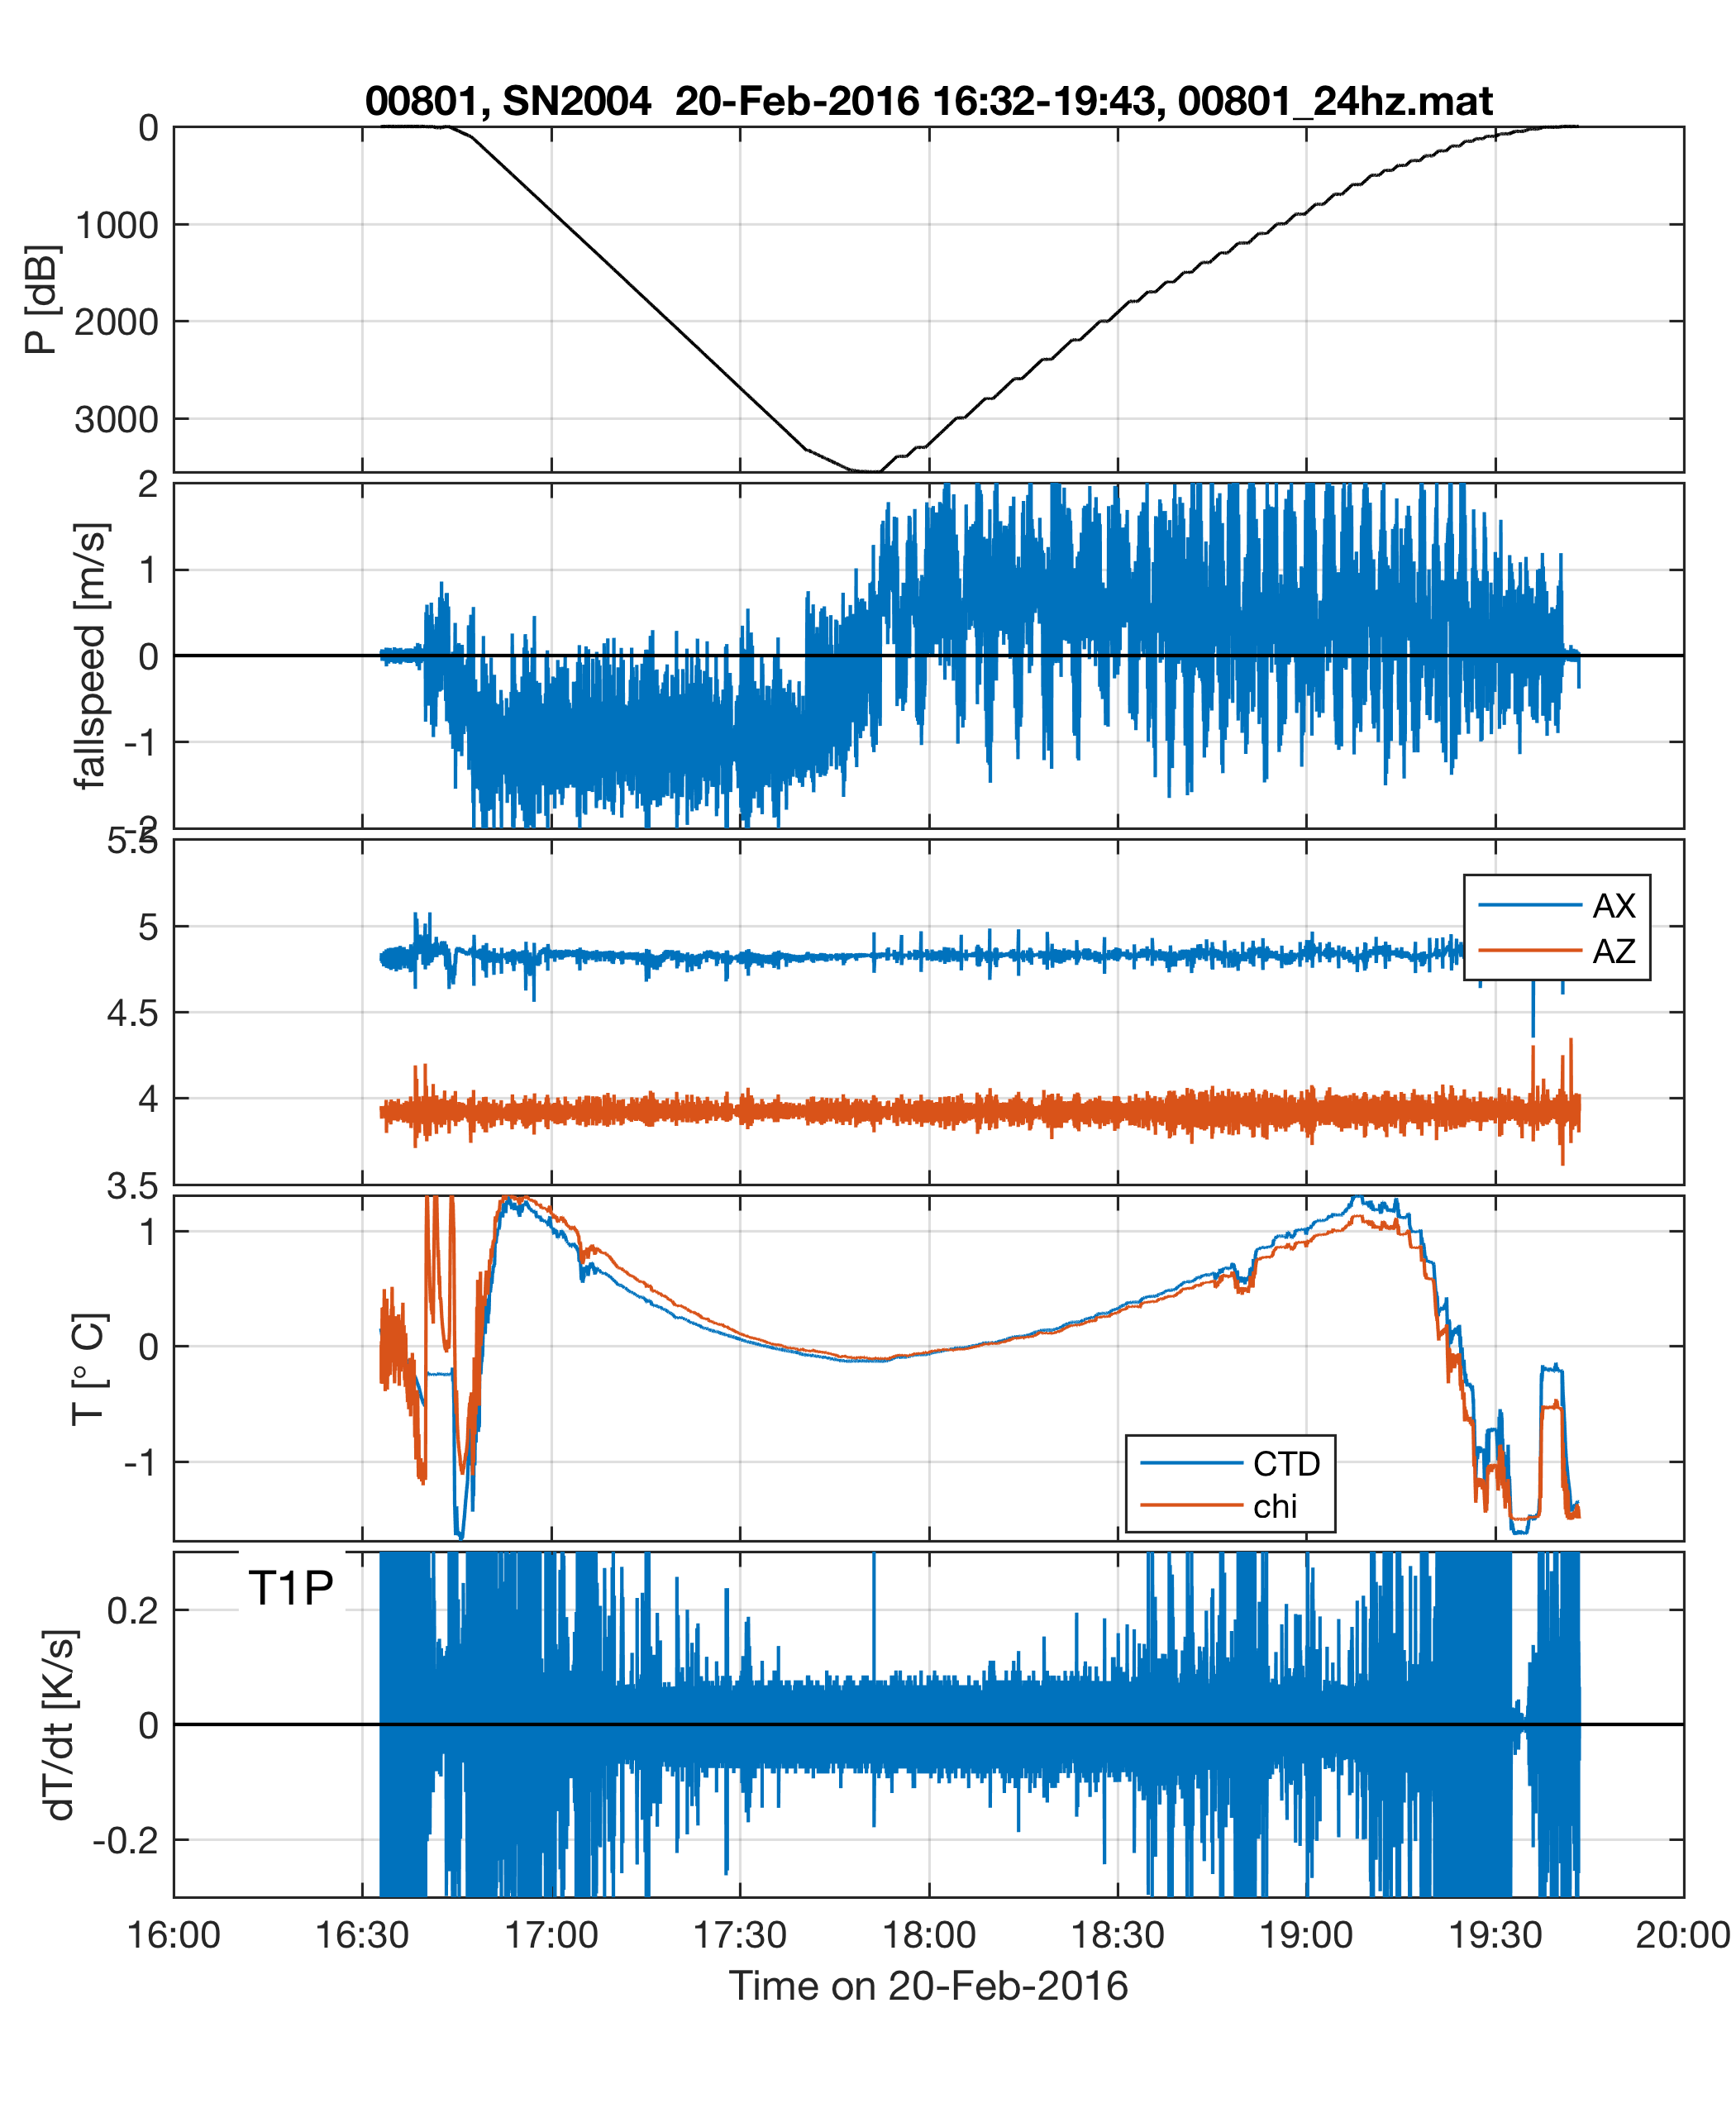 00801, SN2004  20-Feb-2016 16:32-19:43, 00801_24hz.mat
0
1000
2000
3000
P [dB]
2
1
0
-1
-2
fallspeed [m/s]
5.5
5
4.5
4
3.5
AX
AZ
1
0
-1
T [° C]
CTD
chi
T1P
0.2
0
-0.2
dT/dt [K/s]
16:00 16:30 17:00 17:30 18:00 18:30 19:00 19:30 20:00
Time on 20-Feb-2016